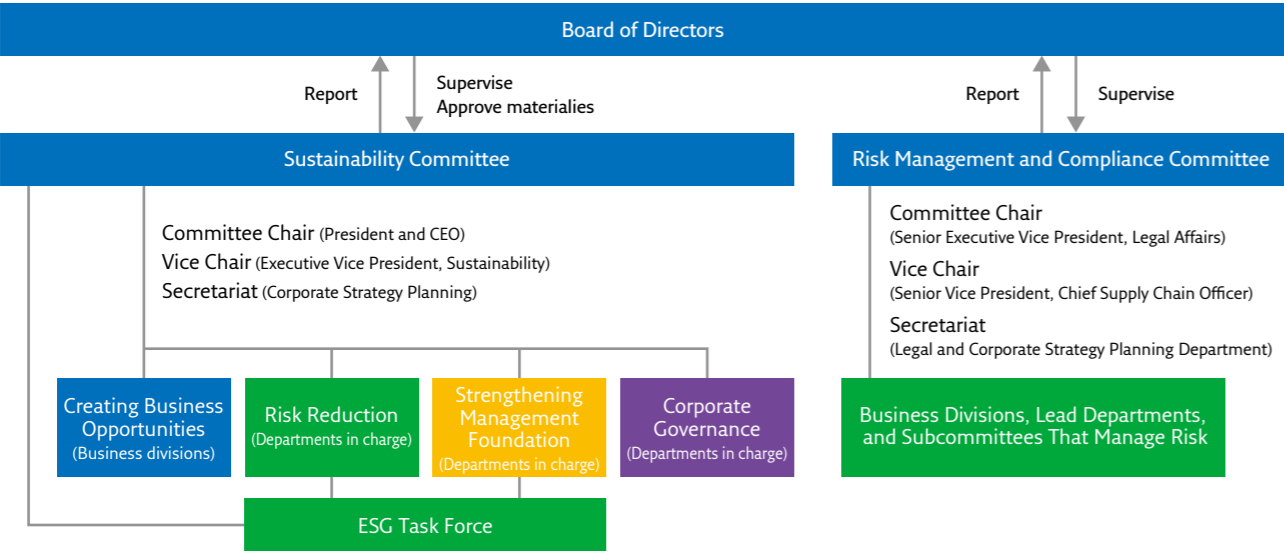 Board of Directors
Report
Supervise
Approve materialies
Report
Supervise
Sustainability Committee
Risk Management and Compliance Committee
Committee Chair (President and CEO)
Vice Chair (Executive Vice President, Sustainability)
Secretariat (Corporate Strategy Planning)
Committee Chair
(Senior Executive Vice President, Legal Affairs)
Vice Chair
(Senior Vice President, Chief Supply Chain Officer)
Secretariat
(Legal and Corporate Strategy Planning Department)
Creating Business
Opportunities
(Business divisions)
Risk Reduction
(Departments in charge)
Strengthening
Management
Foundation
(Departments in charge)
Corporate
Governance
(Departments in charge)
Business Divisions, Lead Departments,
and Subcommittees That Manage Risk
ESG Task Force